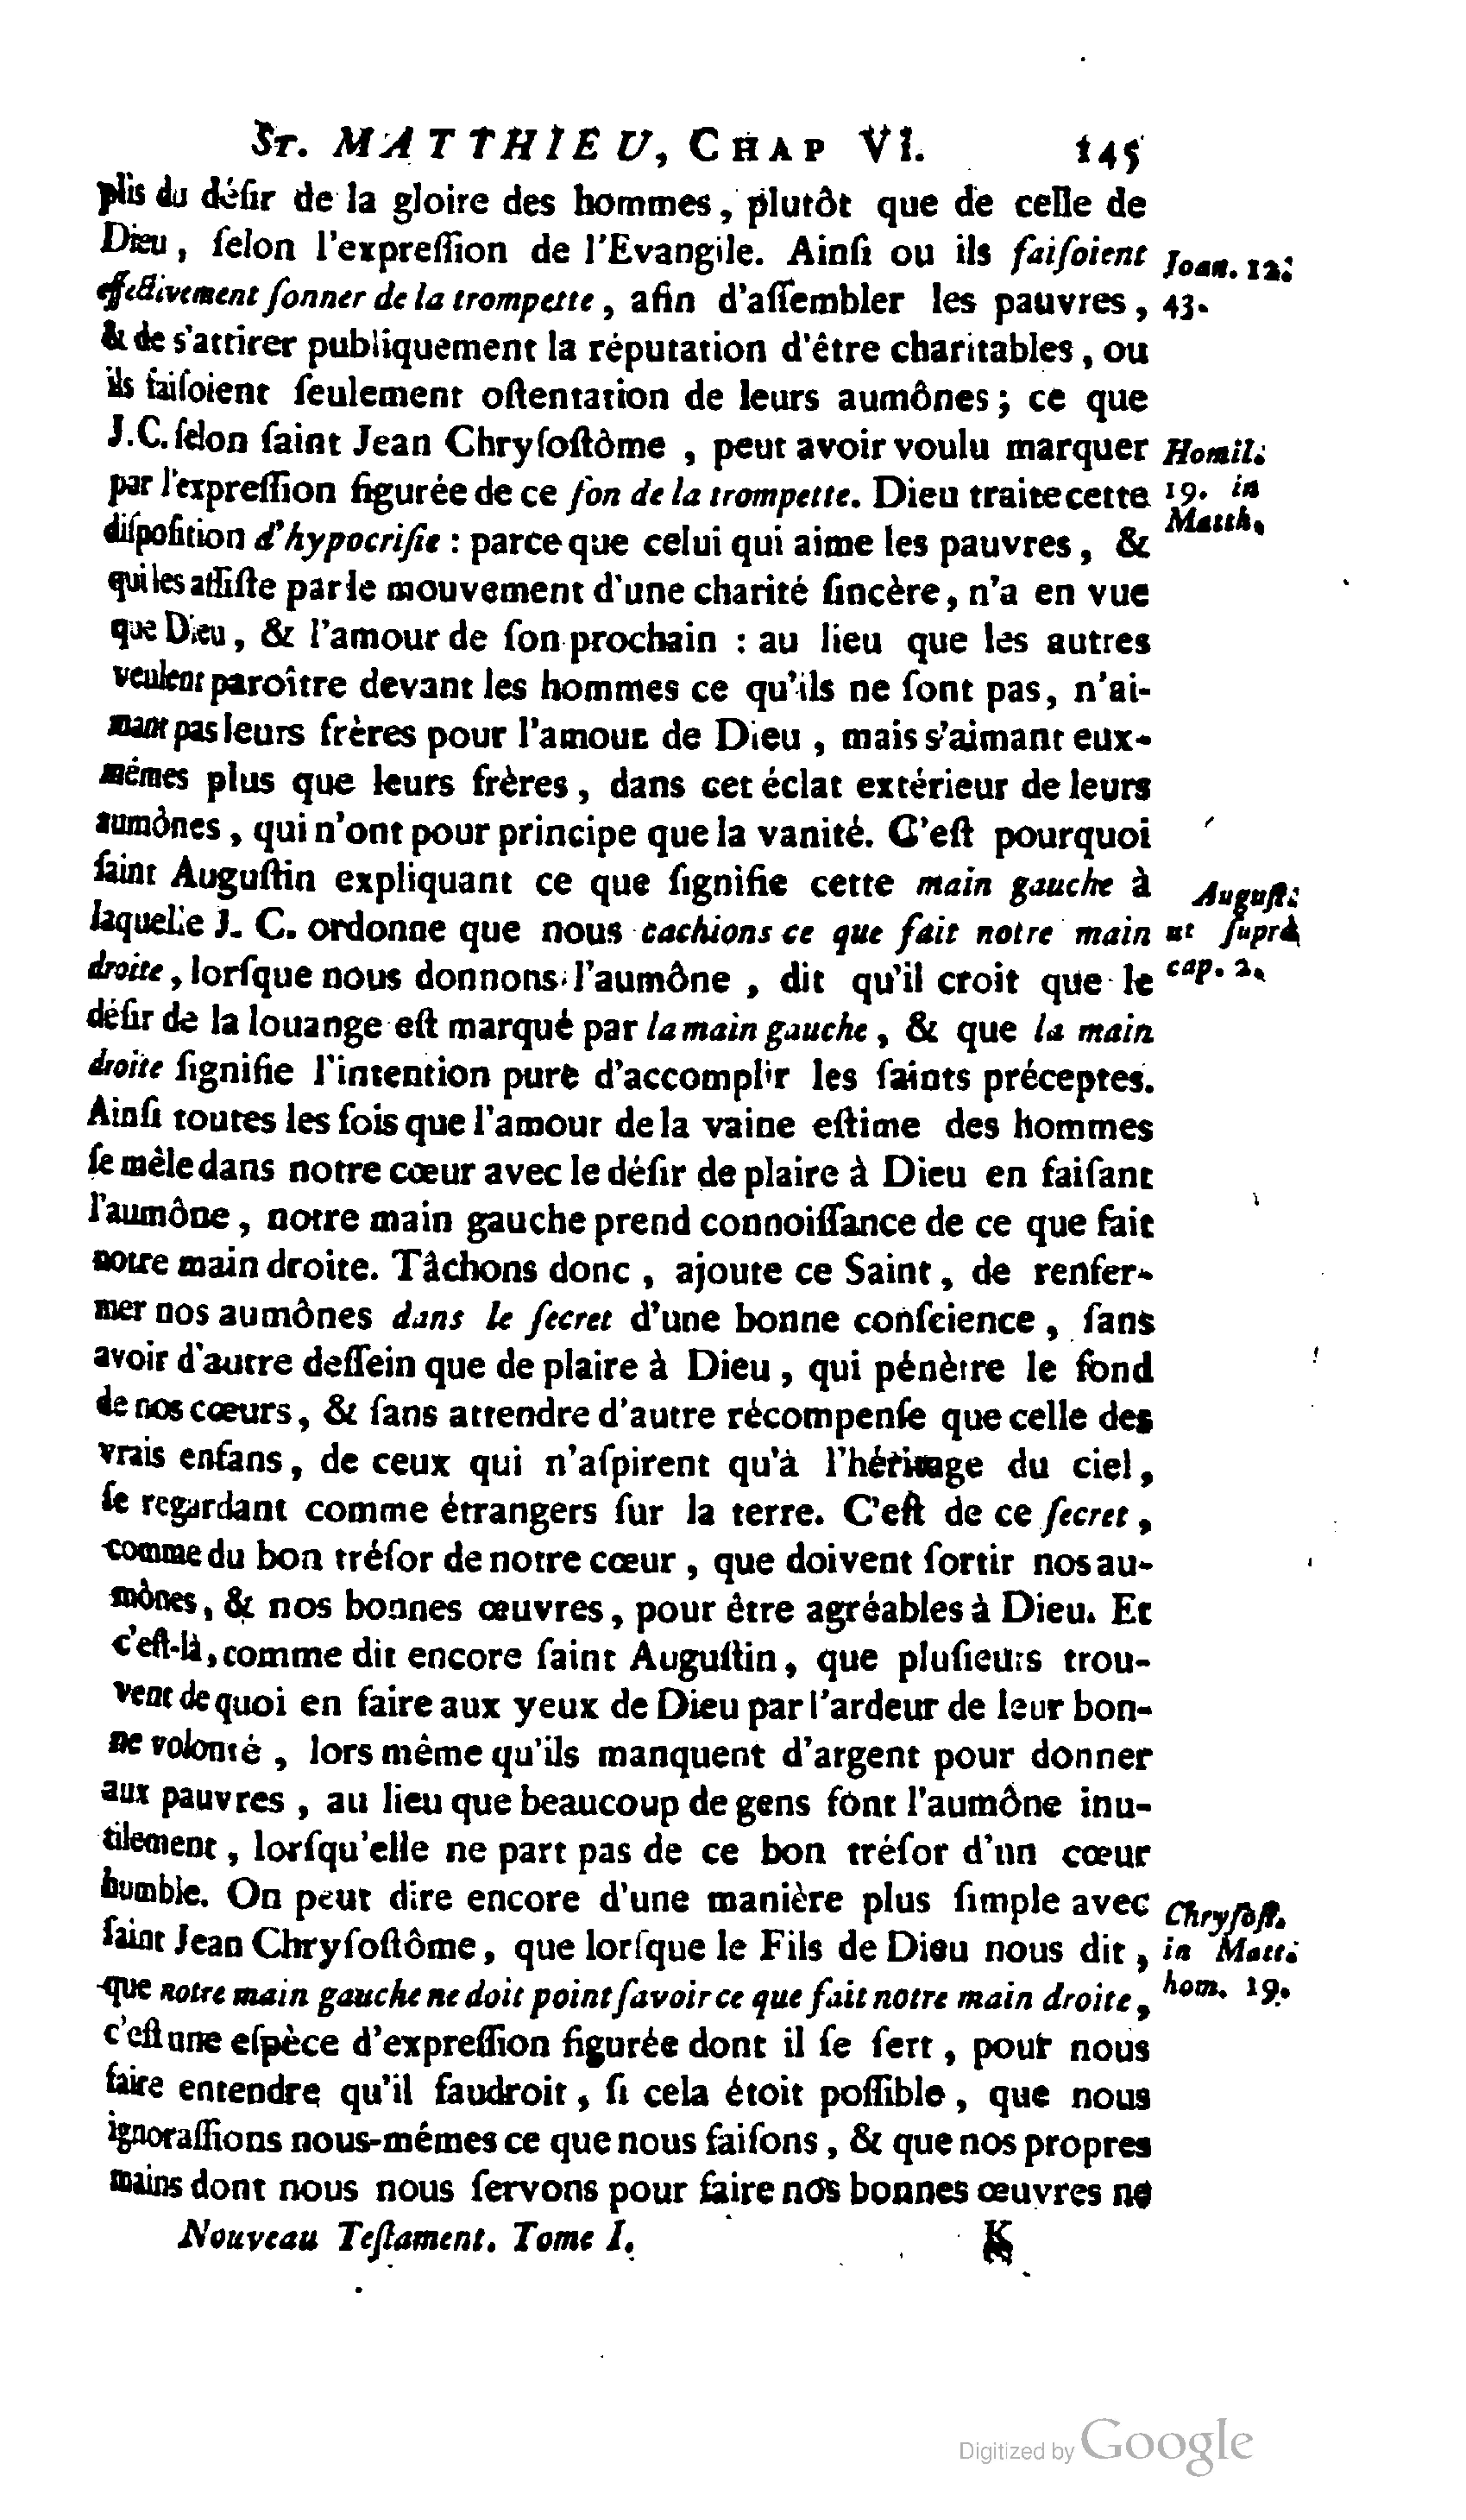 ST. MATTHIEU, CHAP VI. 145
plis du désir de la gloire des hommes, plutôt que de celle de
Dieu, ſelon l'expreſſion de l'Evangile. Ainſi ou ils faiſoient
effectivement ſonner de la trompette, afin d'aſſembler les pauvres,
& de s'attirer publiquement la réputation d'être charitables, ou
ils faiſoient ſeulement oſtentation de leurs aumônes; ce que
J. C. ſelon ſaint Jean Chryſoſtôme, peut avoir voulu marquer
par l'expreſſion figurée de ce ſon de la trompette. Dieu traite cette
diſpoſition d'hypocriſie : parce que celui qui aime les pauvres, &
qui les aſſiſte par le mouvement d'une charité ſincère, n'a en vue
que Dieu, & l'amour de ſon prochain : au lieu que les autres
veulent paroître devant les hommes ce qu'ils ne ſont pas, n'ai-
mant pas leurs frères pour l'amour de Dieu, mais s'aimant eux-
mêmes plus que leurs frères, dans cet éclat extérieur de leurs
aumônes, qui n'ont pour principe que la vanité. C'eſt pourquoi
ſaint Auguſtin expliquant ce que ſignifie cette main gauche à
laquelle J. C. ordonne que nous cachions ce que fait notre main
droite, lorſque nous donnons l'aumône, dit qu'il croit que le
déſir de la louange eſt marqué par la main gauche, & que la main
droite ſignifie l'intention pure d'accomplir les ſaints préceptes.
Ainſi toutes les fois que l'amour de la vaine eſtime des hommes
ſe mêle dans notre cœur avec le déſir de plaire à Dieu en faiſant
l'aumône, notre main gauche prend connoiſſance de ce que fait
notre main droite. Tâchons donc, ajoute ce Saint, de renfer-
mer nos aumônes dans le ſecret d'une bonne conſcience, ſans
avoir d'autre deſſein que de plaire à Dieu, qui pénètre le fond
de nos cœurs, & ſans attendre d'autre récompenſe que celle des
vrais enfans, de ceux qui n'aſpirent qu'à l'héritage du ciel,
ſe regardant comme étrangers ſur la terre. C'eſt de ce ſecret,
comme du bon tréſor de notre cœur, que doivent ſortir nos au-
mônes, & nos bonnes œuvres, pour être agréables à Dieu. Et
c'eſt-là, comme dit encore ſaint Auguſtin, que pluſieurs trou-
vent de quoi en faire aux yeux de Dieu par l'ardeur de leur bon-
ne volonté, lors même qu'ils manquent d'argent pour donner
aux pauvres, au lieu que beaucoup de gens font l'aumône inu-
tilement, lorſqu'elle ne part pas de ce bon tréſor d'un cœur
humble. On peut dire encore d'une manière plus ſimple avec
ſaint Jean Chryſoſtôme, que lorſque le Fils de Dieu nous dit,
que notre main gauche ne doit point ſavoir ce que fait notre main droite,
c'eſt une eſpèce d'expreſſion figurée dont il ſe ſert, pour nous
faire entendre qu'il faudroit, ſi cela étoit poſſible, que nous
ignoraſſions nous-mêmes ce que nous faiſons, & que nos propres
mains dont nous nous ſervons pour faire nos bonnes œuvres ne
Nouveau Teſtament. Tome I. K
Joan. 12.
43.
Homil.
19. in
Matth.
Auguſt.
ut ſuprà
cap. 2.
Chryſoſt.
in Matt.
hom. 19.
Digitized by Google